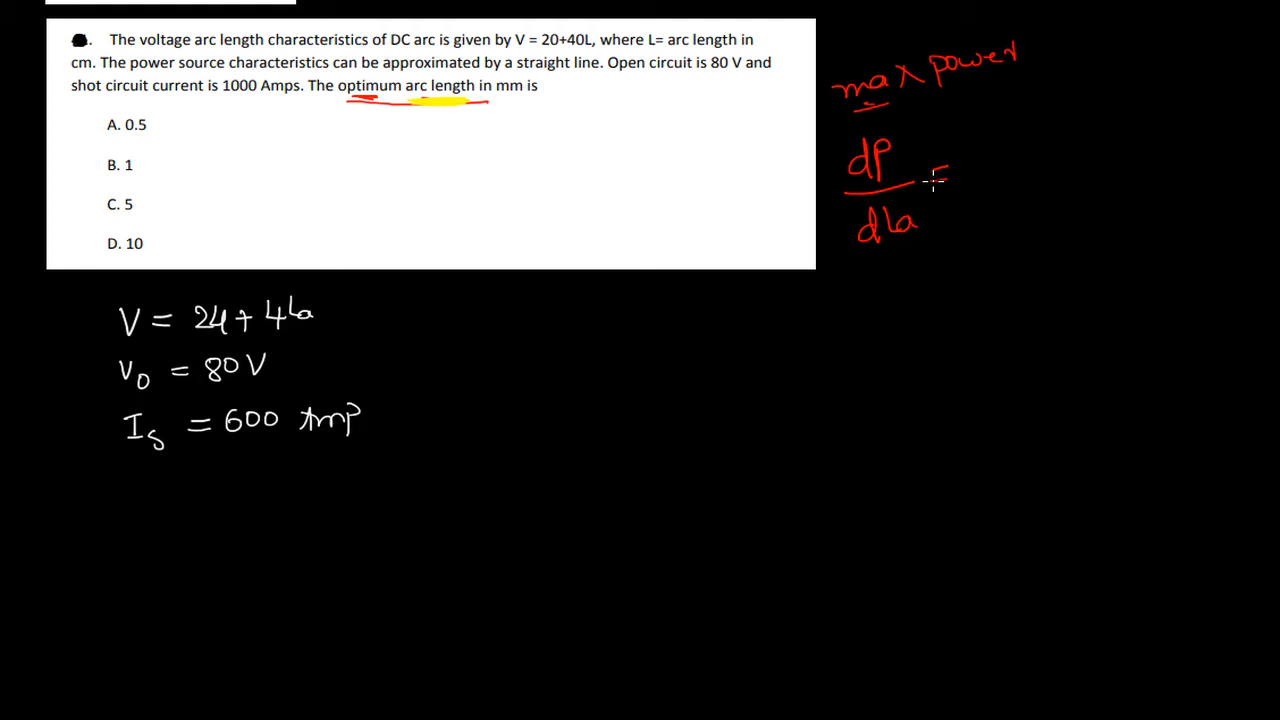 . The voltage arc length characteristics of DC arc is given by V = 20+40L, where L= arc length in
cm. The power source characteristics can be approximated by a straight line. Open circuit is 80 V and
shot circuit current is 1000 Amps. The optimum arc length in mm is
A. 0.5
B. 1
C. 5
D. 10
max power
dP
=
dLa
V = 24 + 4La
V0 = 80V
Is = 600 Amp